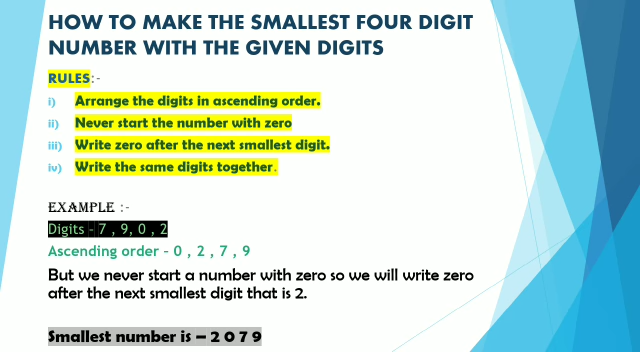 HOW TO MAKE THE SMALLEST FOUR DIGIT
NUMBER WITH THE GIVEN DIGITS
RULES:-
i) Arrange the digits in ascending order.
ii) Never start the number with zero
iii) Write zero after the next smallest digit.
iv) Write the same digits together.
EXAMPLE :-
Digits - 7 , 9, 0 , 2
Ascending order – 0 , 2 , 7 , 9
But we never start a number with zero so we will write zero
after the next smallest digit that is 2.
Smallest number is – 2 0 7 9